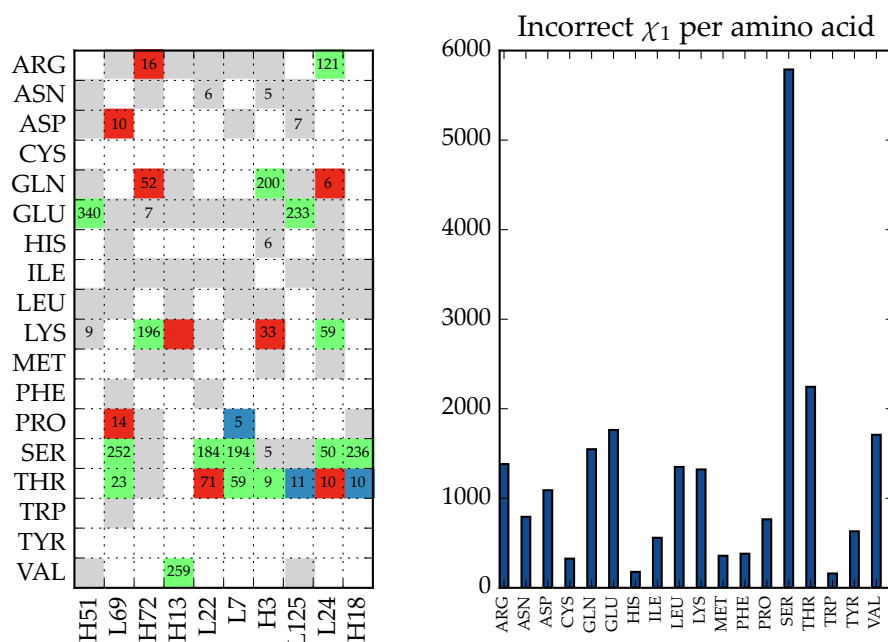 ARG 16 121
ASN 6 5
ASP 10 7
CYS
GLN 52 200 6
GLU 340 7 233
HIS 6
ILE
LEU
LYS 9 196 33 59
MET
PHE
PRO 14 5
SER 252 184 194 5 50 236
THR 23 71 59 9 11 10 10
TRP
TYR
VAL 259
H51 L69 H72 H13 L22 L7 H3 L125 L24 H18
Incorrect χ1 per amino acid
6000
5000
4000
3000
2000
1000
0
ARG ASN ASP CYS GLN GLU HIS ILE LEU LYS MET PHE PRO SER THR TRP TYR VAL